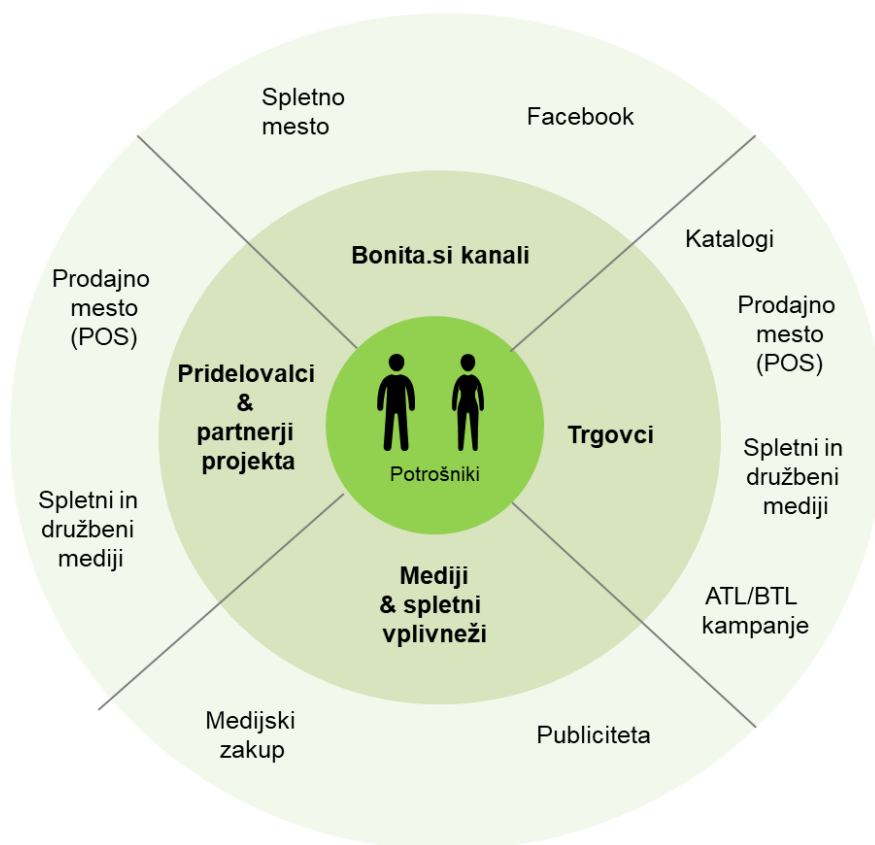 Spletno
mesto
Facebook
Bonita.si kanali
Katalogi
Prodajno
mesto
(POS)
Prodajno
mesto
(POS)
Pridelovalci
&
partnerji
projekta
Potrošniki
Trgovci
Spletni in
družbeni
mediji
Spletni in
družbeni
mediji
Mediji
& spletni
vplivneži
ATL/BTL
kampanje
Medijski
zakup
Publiciteta